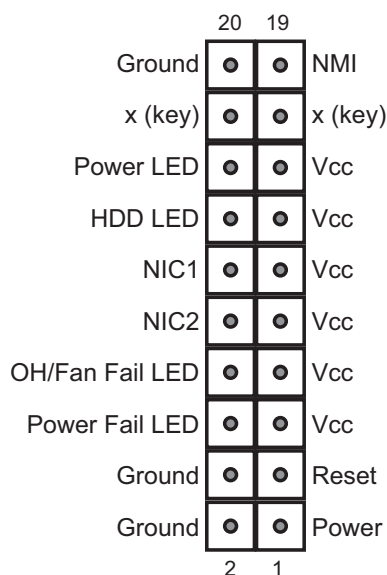 20 19
Ground NMI
x (key) x (key)
Power LED Vcc
HDD LED Vcc
NIC1 Vcc
NIC2 Vcc
OH/Fan Fail LED Vcc
Power Fail LED Vcc
Ground Reset
Ground Power
2 1